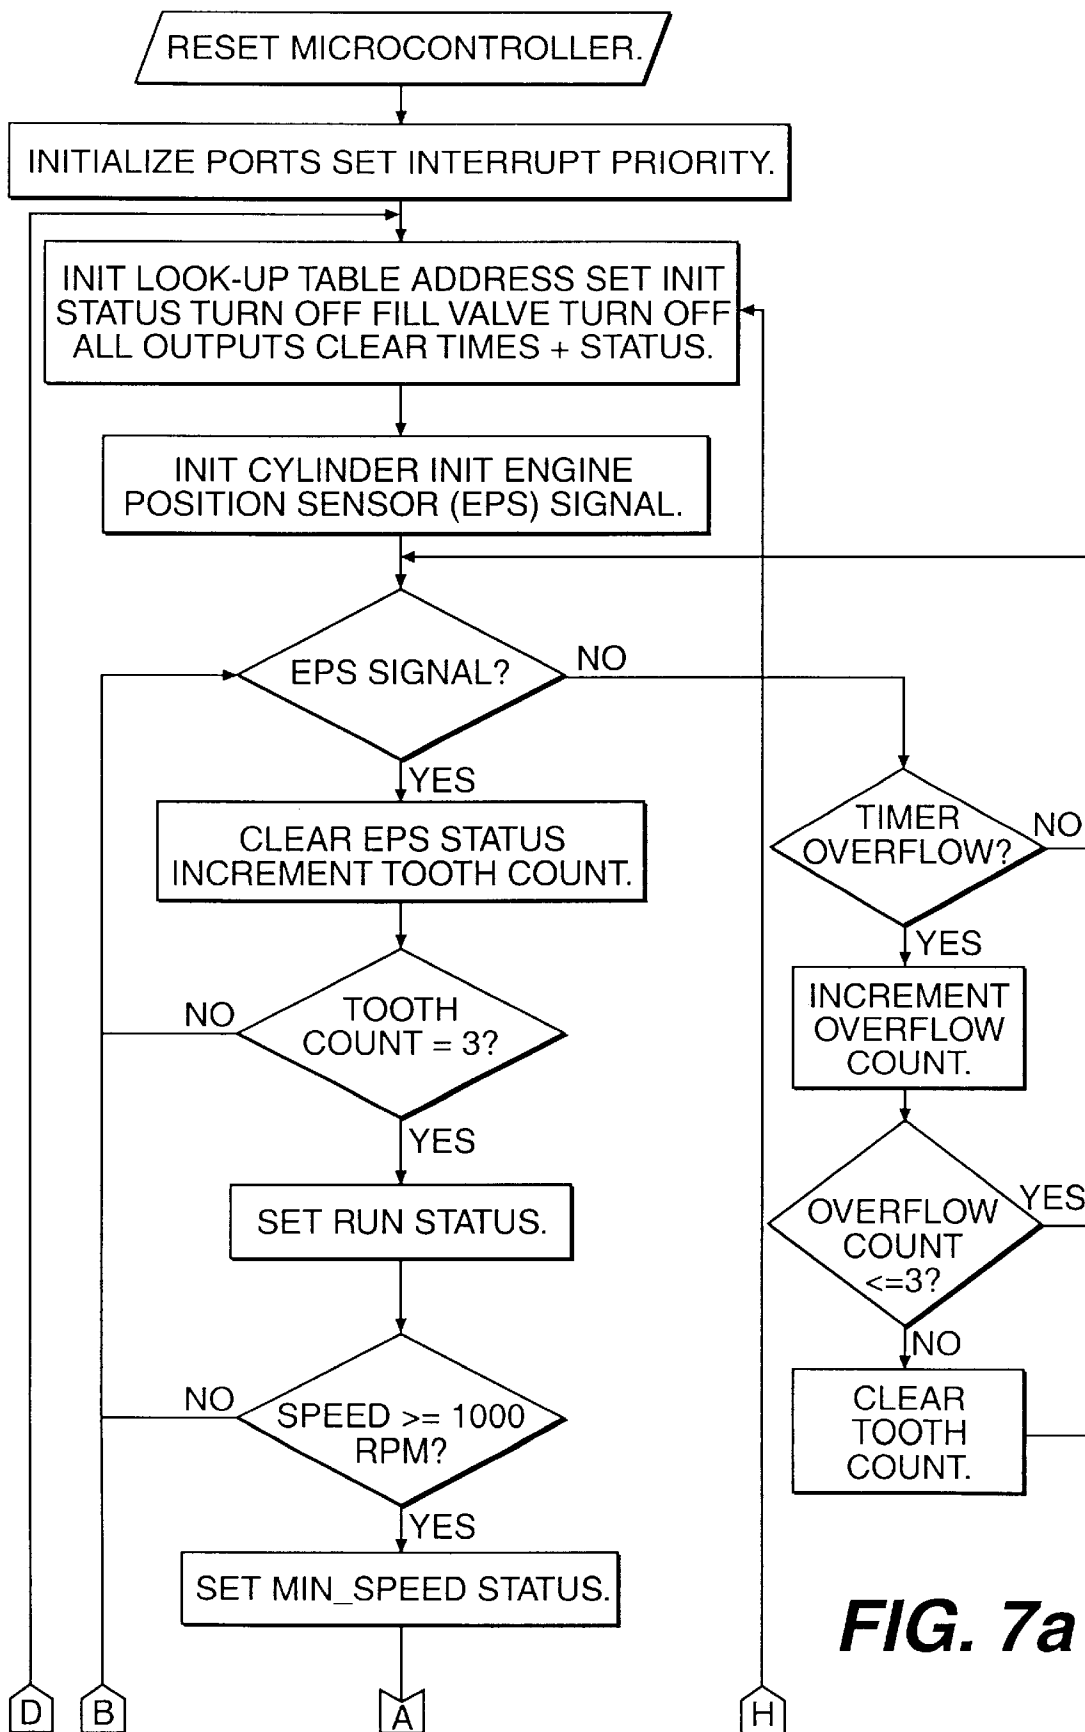 RESET MICROCONTROLLER.
INITIALIZE PORTS SET INTERRUPT PRIORITY.
INIT LOOK-UP TABLE ADDRESS SET INIT
STATUS TURN OFF FILL VALVE TURN OFF
ALL OUTPUTS CLEAR TIMES + STATUS.
INIT CYLINDER INIT ENGINE
POSITION SENSOR (EPS) SIGNAL.
EPS SIGNAL?
NO
YES
CLEAR EPS STATUS
INCREMENT TOOTH COUNT.
TIMER
OVERFLOW?
NO
YES
NO
TOOTH
COUNT = 3?
YES
INCREMENT
OVERFLOW
COUNT.
SET RUN STATUS.
OVERFLOW
COUNT
<=3?
YES
NO
NO
SPEED >= 1000
RPM?
YES
CLEAR
TOOTH
COUNT.
SET MIN_SPEED STATUS.
FIG. 7a
D
B
A
H